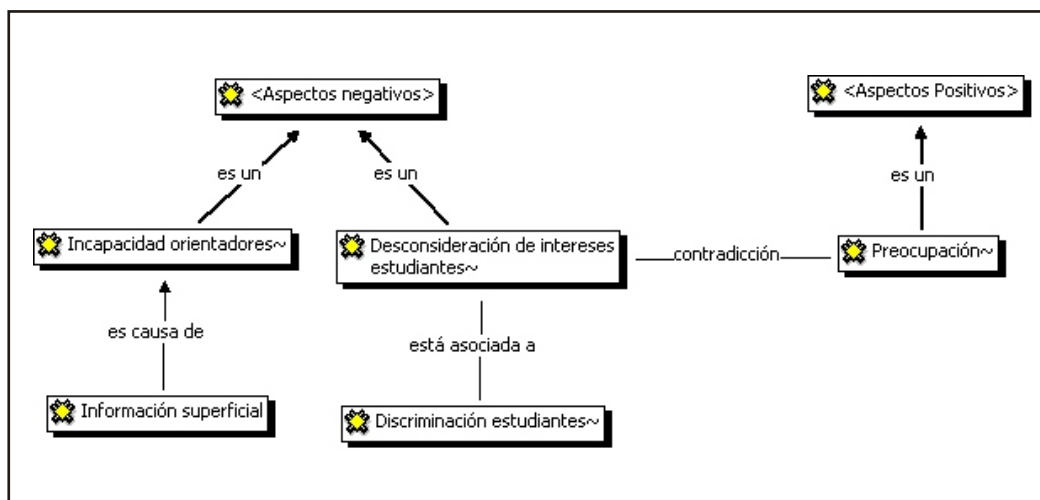 <Aspectos negativos>
<Aspectos Positivos>
es un
es un
es un
Incapacidad orientadores~
Desconsideración de intereses
estudiantes~
contradicción
Preocupación~
es causa de
está asociada a
Información superficial
Discriminación estudiantes~